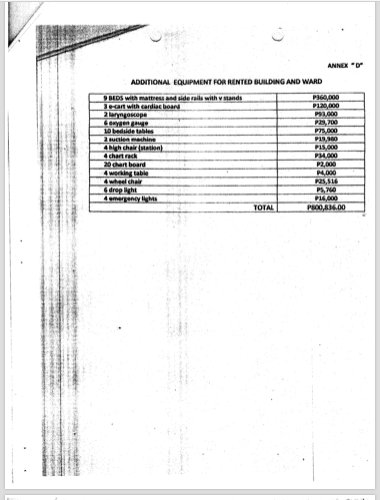 ANNEX "D"
ADDITIONAL EQUIPMENT FOR RENTED BUILDING AND WARD
9 BEDS with mattress and side rails with v stands P360,000
3 e-cart with cardiac board P120,000
2 laryngoscope P93,000
6 oxygen gauge P29,700
10 bedside tables P75,000
2 suction machine P19,980
4 high chair (station) P15,000
4 chart rack P34,000
20 chart board P2,000
4 working table P4,000
4 wheel chair P25,516
6 drop light P5,760
4 emergency lights P16,000
TOTAL P800,836.00